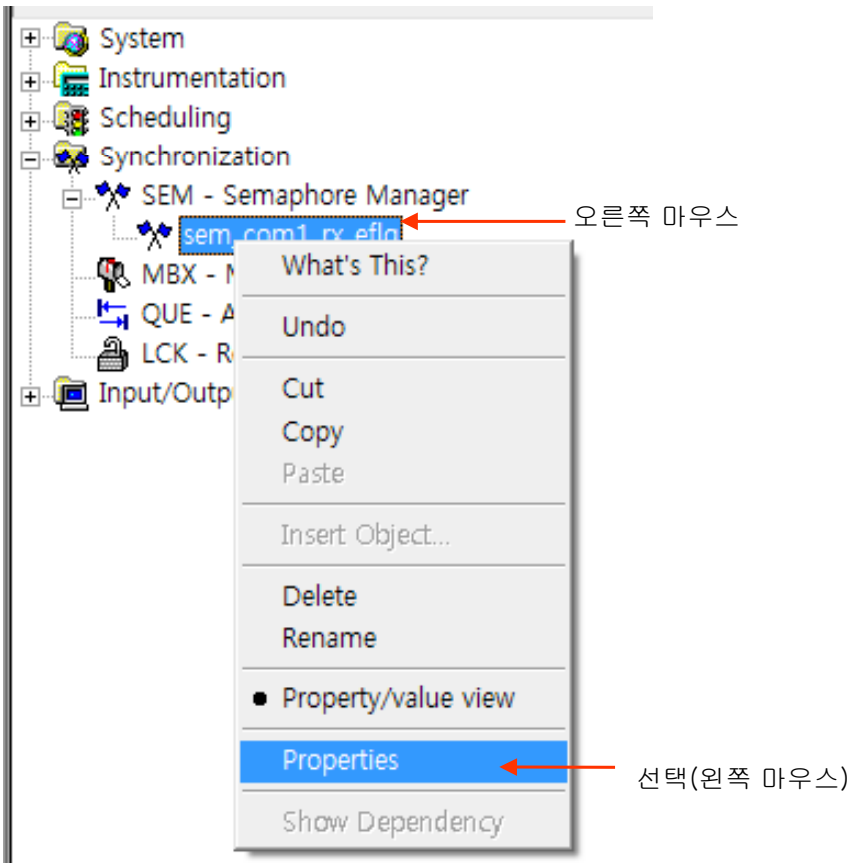 System
Instrumentation
Scheduling
Synchronization
SEM - Semaphore Manager
오른쪽 마우스
sem_com1_rx_eflg
What's This?
MBX - M
QUE - A
Undo
LCK - R
Input/Outp
Cut
Copy
Paste
Insert Object...
Delete
Rename
Property/value view
Properties
선택(왼쪽 마우스)
Show Dependency